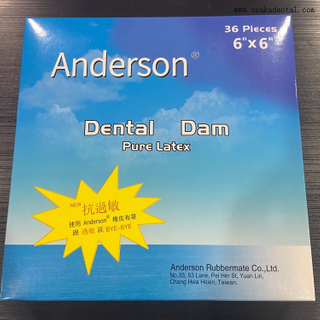 www.osakadental.com
36 Pieces
6"x6"
Anderson®
Dental Dam
Pure Latex
NEW 抗過敏
使用 Anderson® 橡皮布獐
跟 過敏 說 BYE-BYE
Anderson Rubbermate Co.,Ltd.
No.33, 53 Lane, Pei Her St, Yuan Lin,
Chang Hwa Hsien, Taiwan.